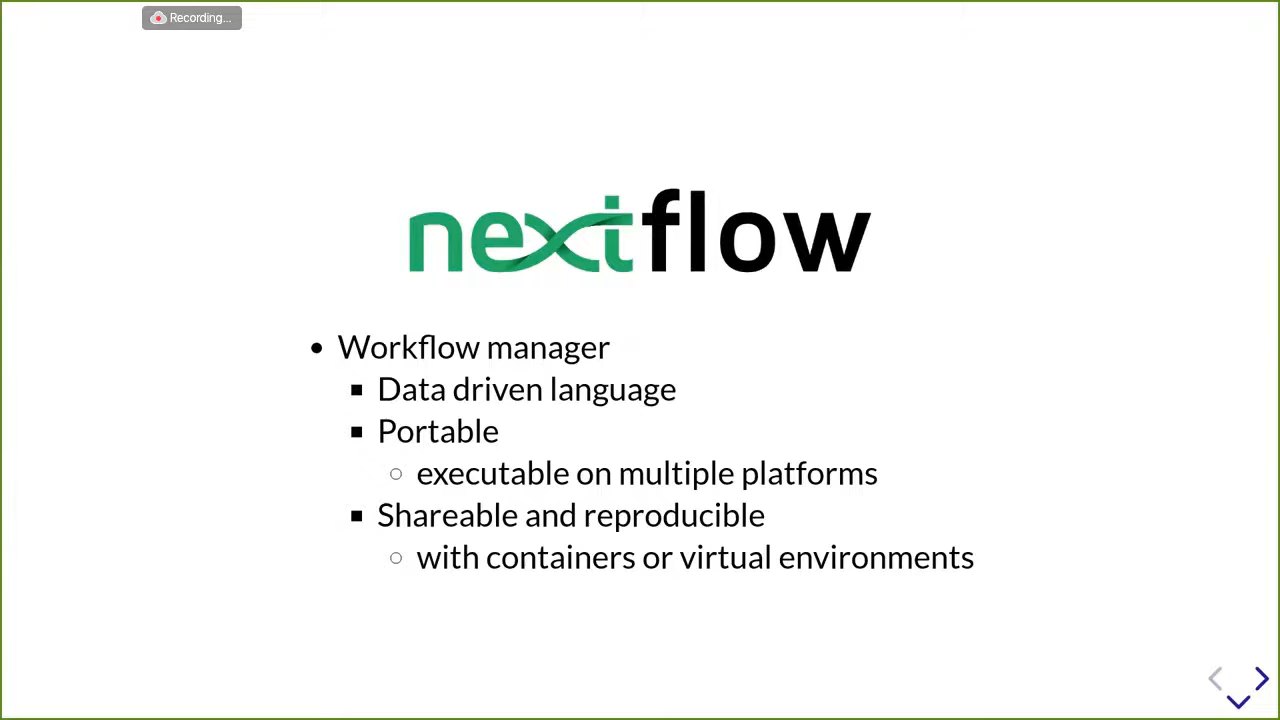 Recording...
nextflow
Workflow manager
Data driven language
Portable
executable on multiple platforms
Shareable and reproducible
with containers or virtual environments